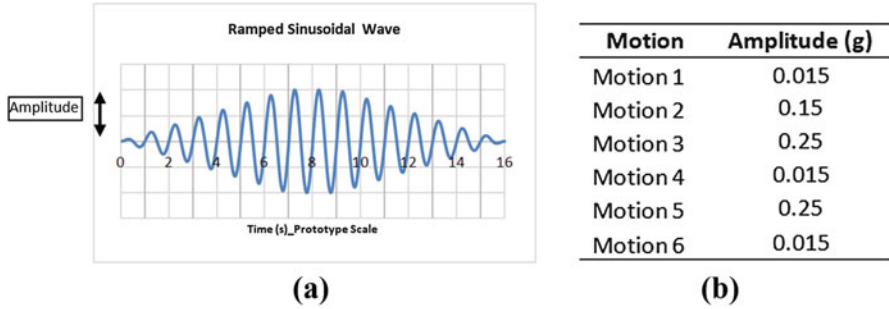 Ramped Sinusoidal Wave
Amplitude
0 2 4 6 8 10 12 14 16
Time (s)_Prototype Scale
(a)
Motion Amplitude (g)
Motion 1 0.015
Motion 2 0.15
Motion 3 0.25
Motion 4 0.015
Motion 5 0.25
Motion 6 0.015
(b)